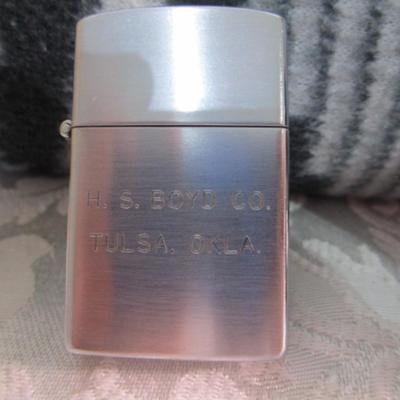 H. S. BOYD CO.
TULSA, OKLA.